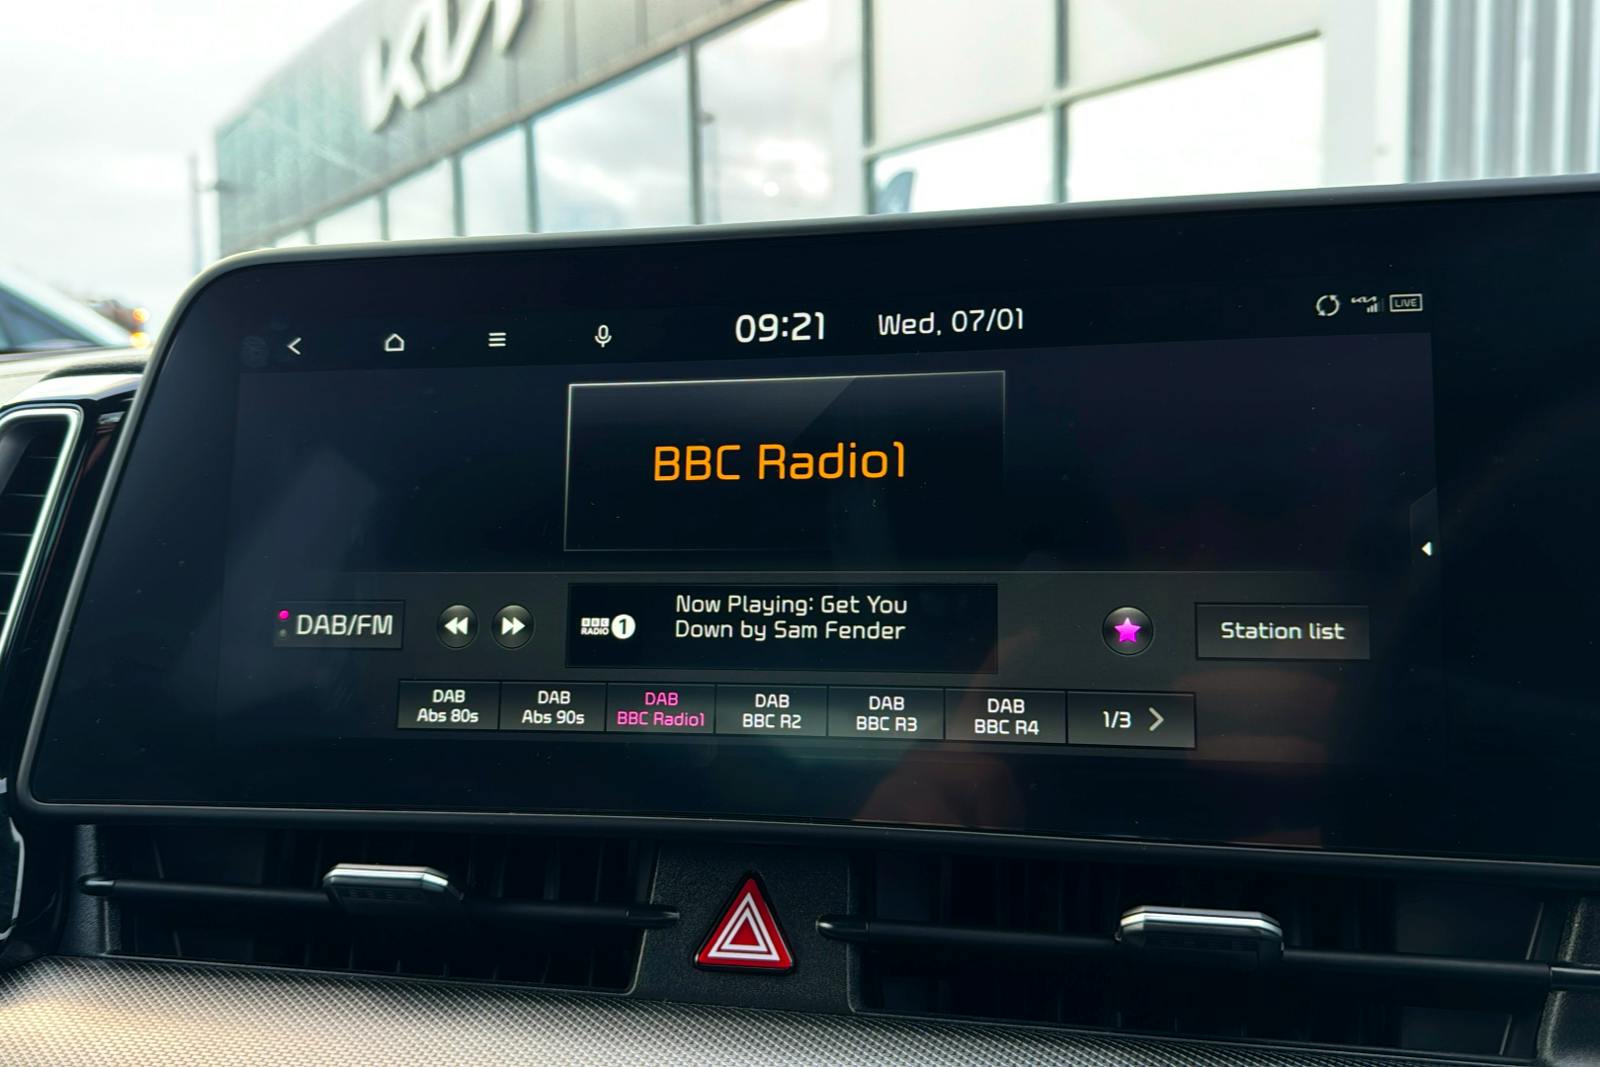 KIA
09:21 Wed, 07/01
LIVE
BBC Radio1
DAB/FM
BBC
RADIO 1
Now Playing: Get You
Down by Sam Fender
Station list
DAB
Abs 80s
DAB
Abs 90s
DAB
BBC Radio1
DAB
BBC R2
DAB
BBC R3
DAB
BBC R4
1/3